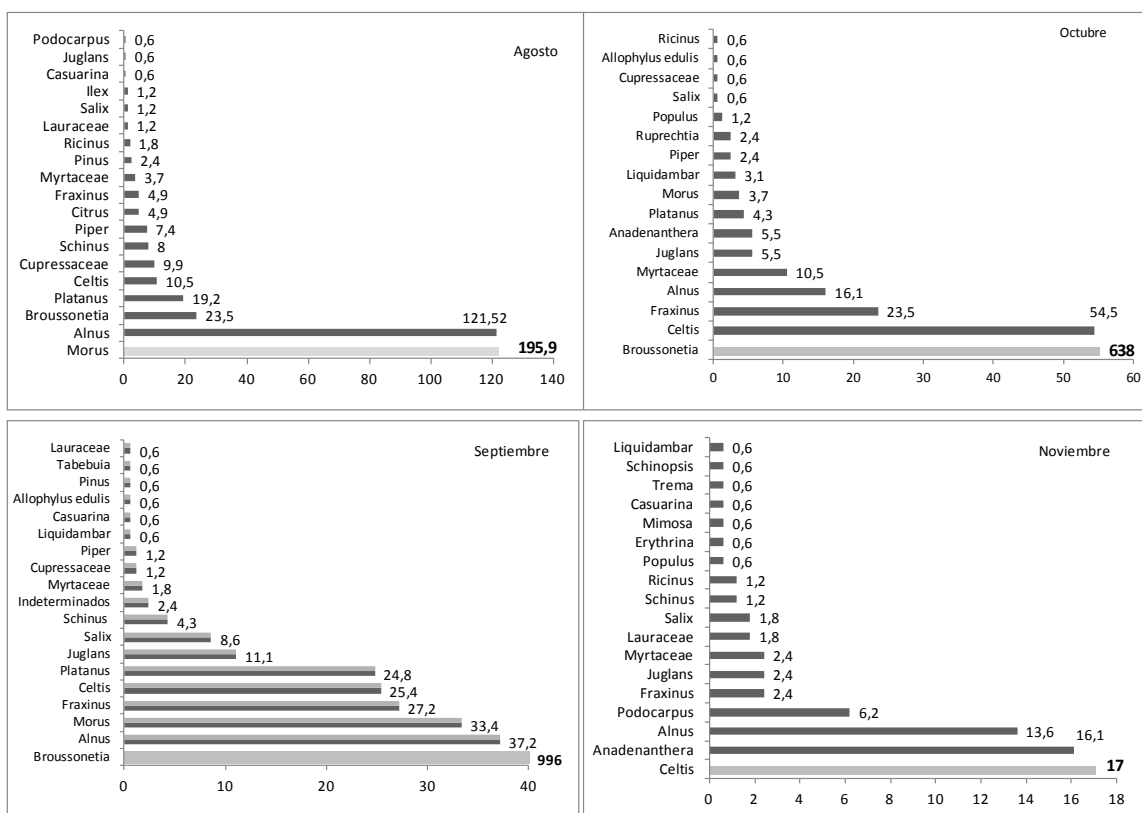 Agosto
Podocarpus 0,6
Juglans 0,6
Casuarina 0,6
Ilex 1,2
Salix 1,2
Lauraceae 1,2
Ricinus 1,8
Pinus 2,4
Myrtaceae 3,7
Fraxinus 4,9
Citrus 4,9
Piper 7,4
Schinus 8
Cupressaceae 9,9
Celtis 10,5
Platanus 19,2
Broussonetia 23,5
Alnus 121,52
Morus 195,9
0 20 40 60 80 100 120 140
Octubre
Ricinus 0,6
Allophylus edulis 0,6
Cupressaceae 0,6
Salix 0,6
Populus 1,2
Ruprechtia 2,4
Piper 2,4
Liquidambar 3,1
Morus 3,7
Platanus 4,3
Anadenanthera 5,5
Juglans 5,5
Myrtaceae 10,5
Alnus 16,1
Fraxinus 23,5
Celtis 54,5
Broussonetia 638
0 10 20 30 40 50 60
Septiembre
Lauraceae 0,6
Tabebuia 0,6
Pinus 0,6
Allophylus edulis 0,6
Casuarina 0,6
Liquidambar 0,6
Piper 1,2
Cupressaceae 1,2
Myrtaceae 1,8
Indeterminados 2,4
Schinus 4,3
Salix 8,6
Juglans 11,1
Platanus 24,8
Celtis 25,4
Fraxinus 27,2
Morus 33,4
Alnus 37,2
Broussonetia 996
0 10 20 30 40
Noviembre
Liquidambar 0,6
Schinopsis 0,6
Trema 0,6
Casuarina 0,6
Mimosa 0,6
Erythrina 0,6
Populus 0,6
Ricinus 1,2
Schinus 1,2
Salix 1,8
Lauraceae 1,8
Myrtaceae 2,4
Juglans 2,4
Fraxinus 2,4
Podocarpus 6,2
Alnus 13,6
Anadenanthera 16,1
Celtis 17
0 2 4 6 8 10 12 14 16 18